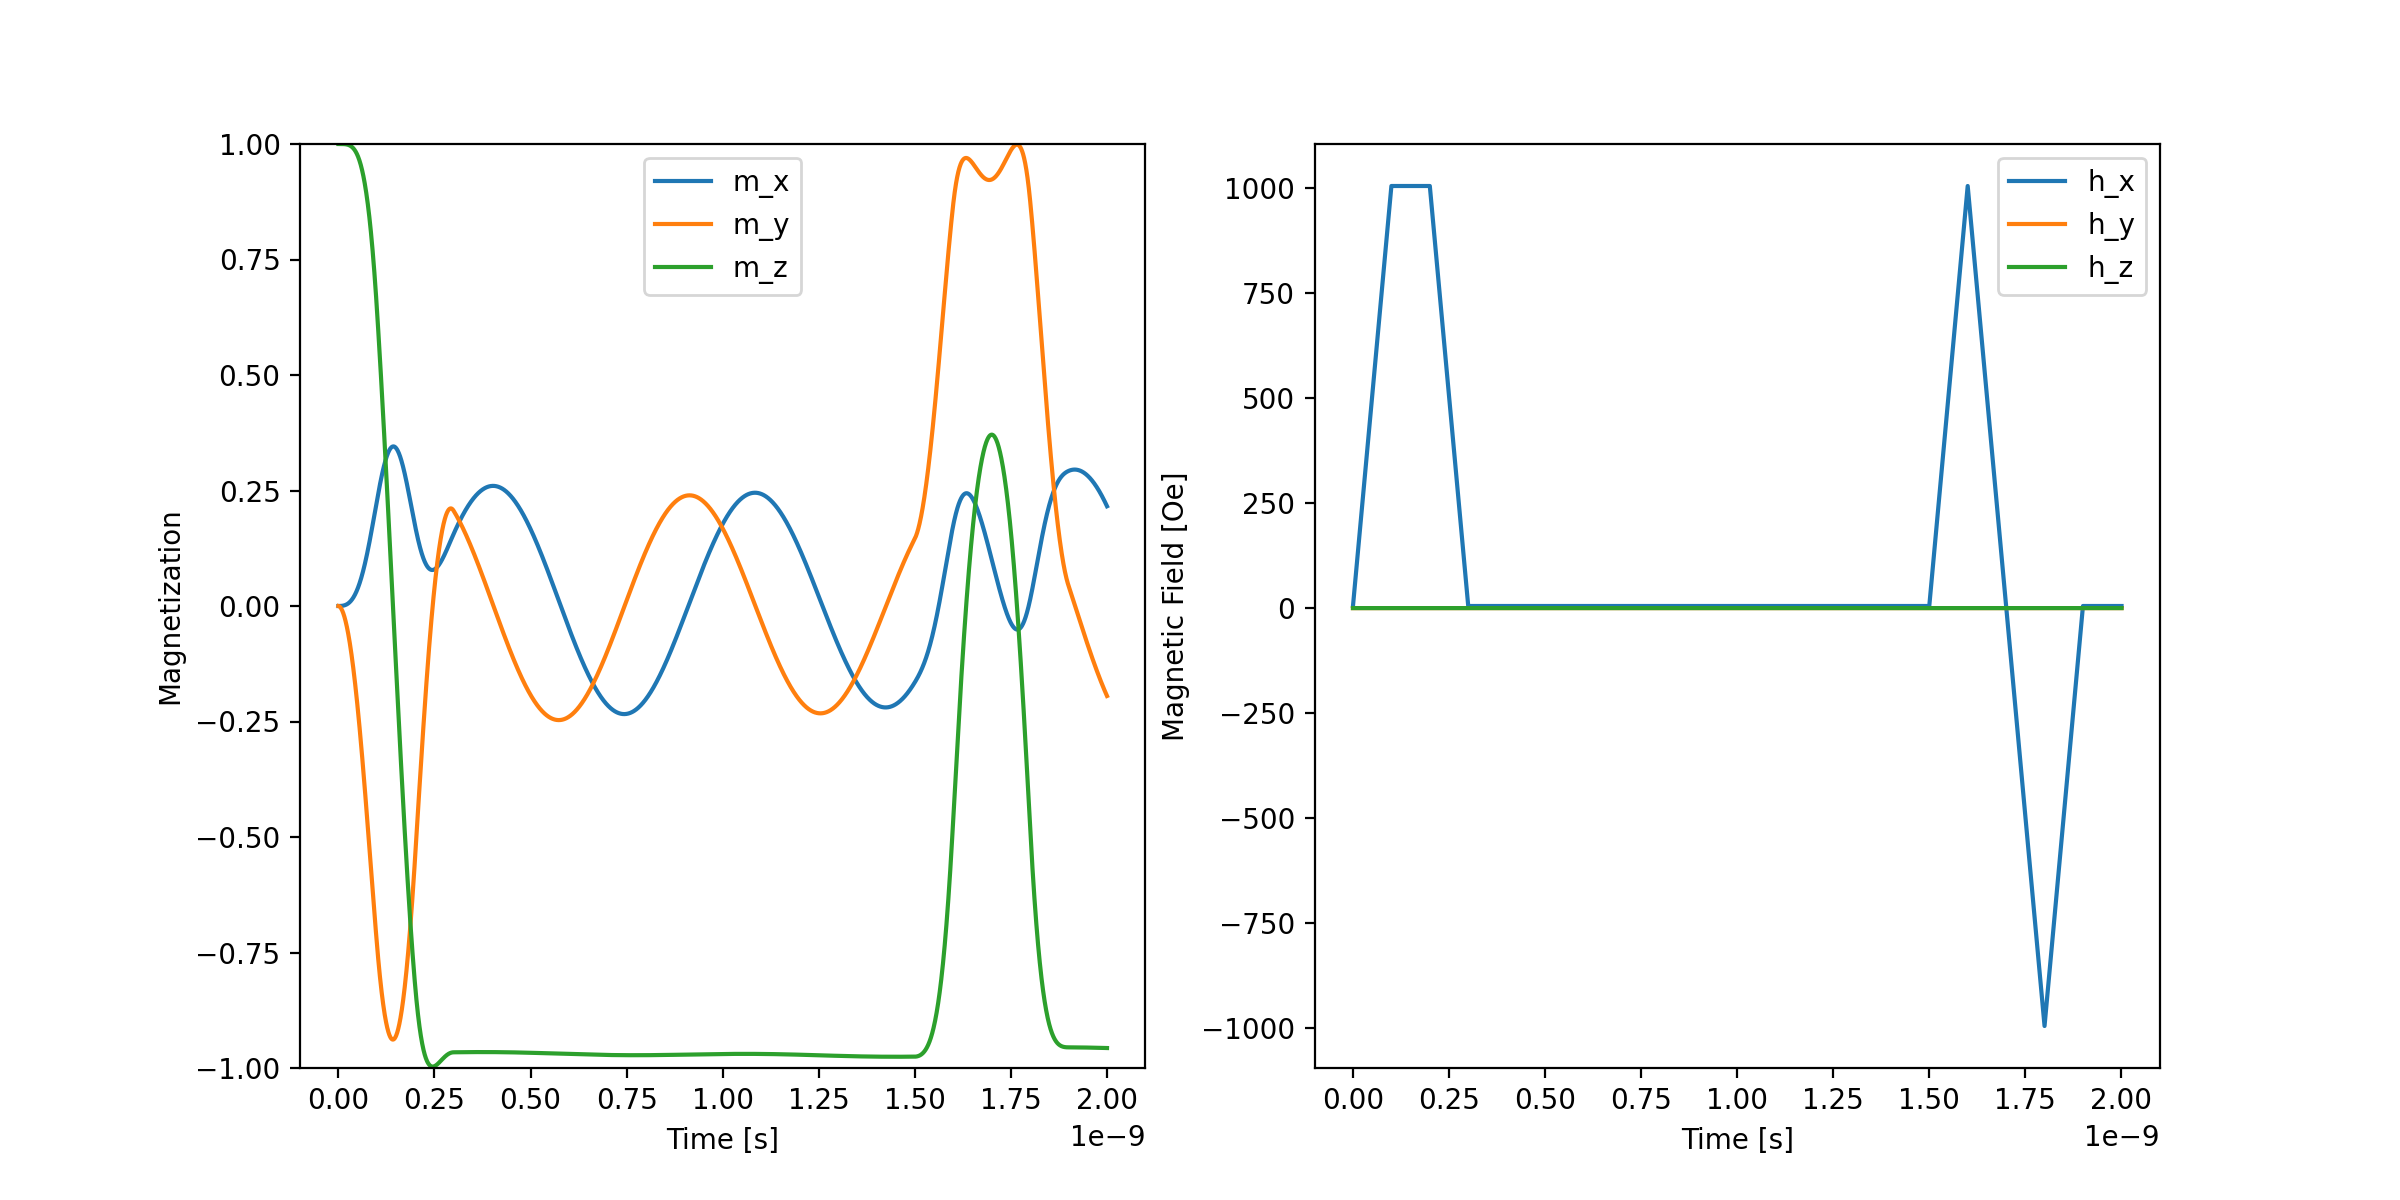 Magnetization
1.00
0.75
0.50
0.25
0.00
−0.25
−0.50
−0.75
−1.00
m_x
m_y
m_z
0.00 0.25 0.50 0.75 1.00 1.25 1.50 1.75 2.00
Time [s]
1e−9
Magnetic Field [Oe]
1000
750
500
250
0
−250
−500
−750
−1000
h_x
h_y
h_z
0.00 0.25 0.50 0.75 1.00 1.25 1.50 1.75 2.00
Time [s]
1e−9